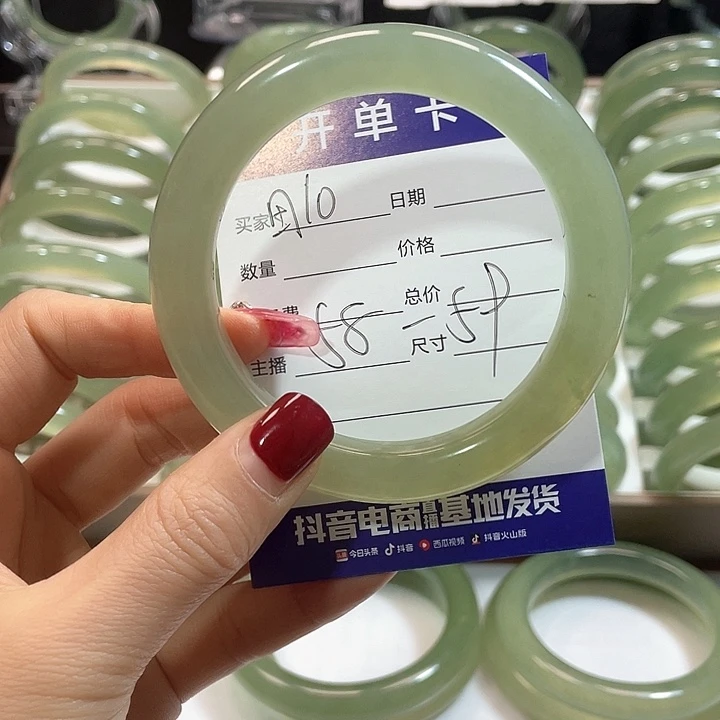 开单卡
买家 A10 日期
数量 价格
费 总价
58-59
主播 尺寸
抖音电商直播基地发货
今日头条 抖音 西瓜视频 抖音火山版